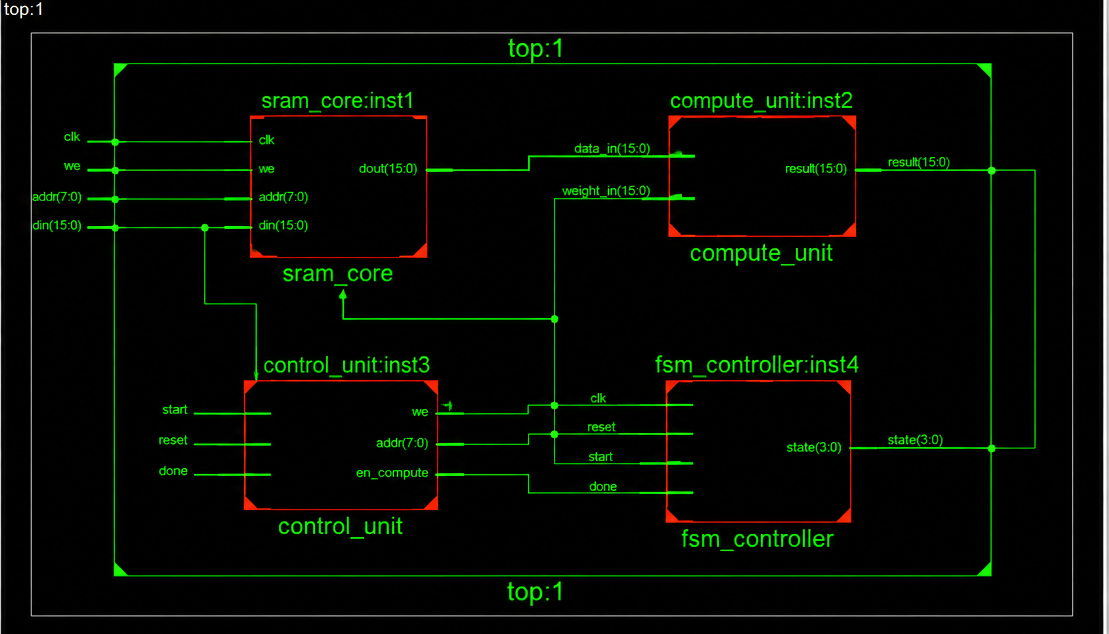 top:1
top:1
sram_core:inst1
compute_unit:inst2
clk
clk
we
we
addr(7:0)
addr(7:0)
din(15:0)
din(15:0)
dout(15:0)
data_in(15:0)
weight_in(15:0)
result(15:0)
result(15:0)
sram_core
compute_unit
control_unit:inst3
fsm_controller:inst4
start
reset
done
we
addr(7:0)
en_compute
clk
reset
start
done
state(3:0)
state(3:0)
control_unit
fsm_controller
top:1